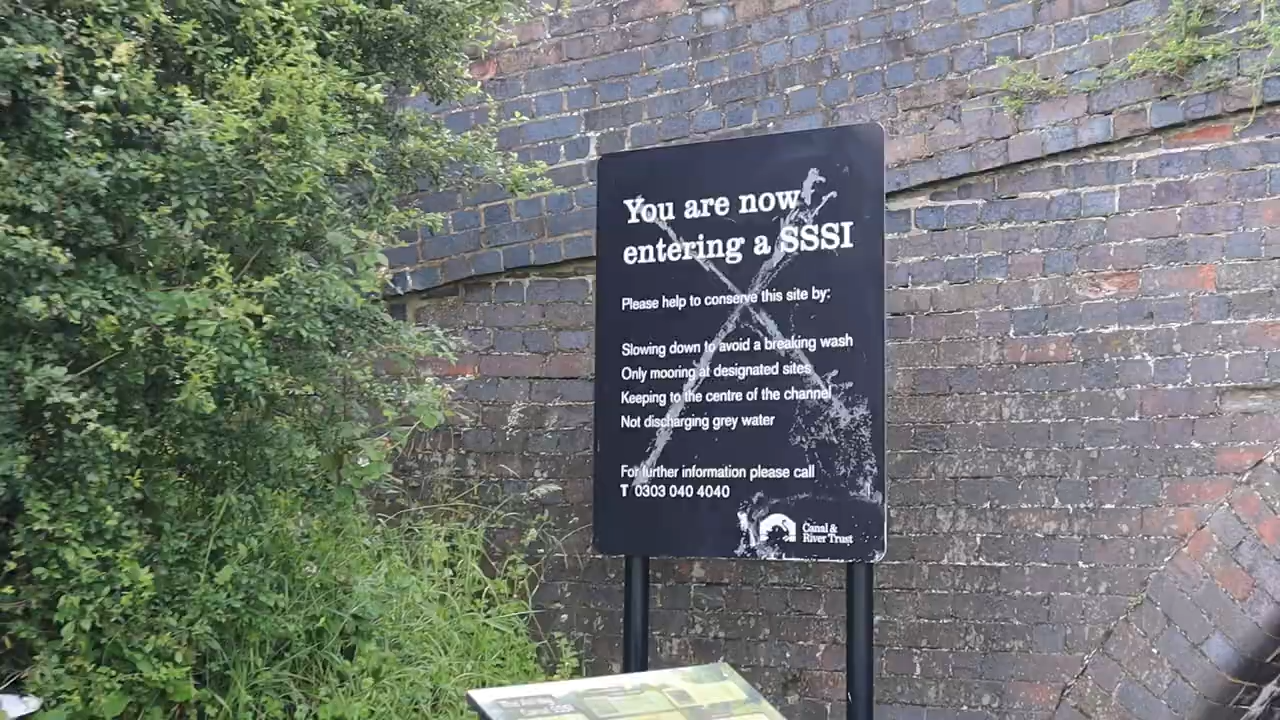 You are now
entering a SSSI
Please help to conserve this site by:
Slowing down to avoid a breaking wash
Only mooring at designated sites
Keeping to the centre of the channel
Not discharging grey water
For further information please call
T 0303 040 4040
Canal &
River Trust